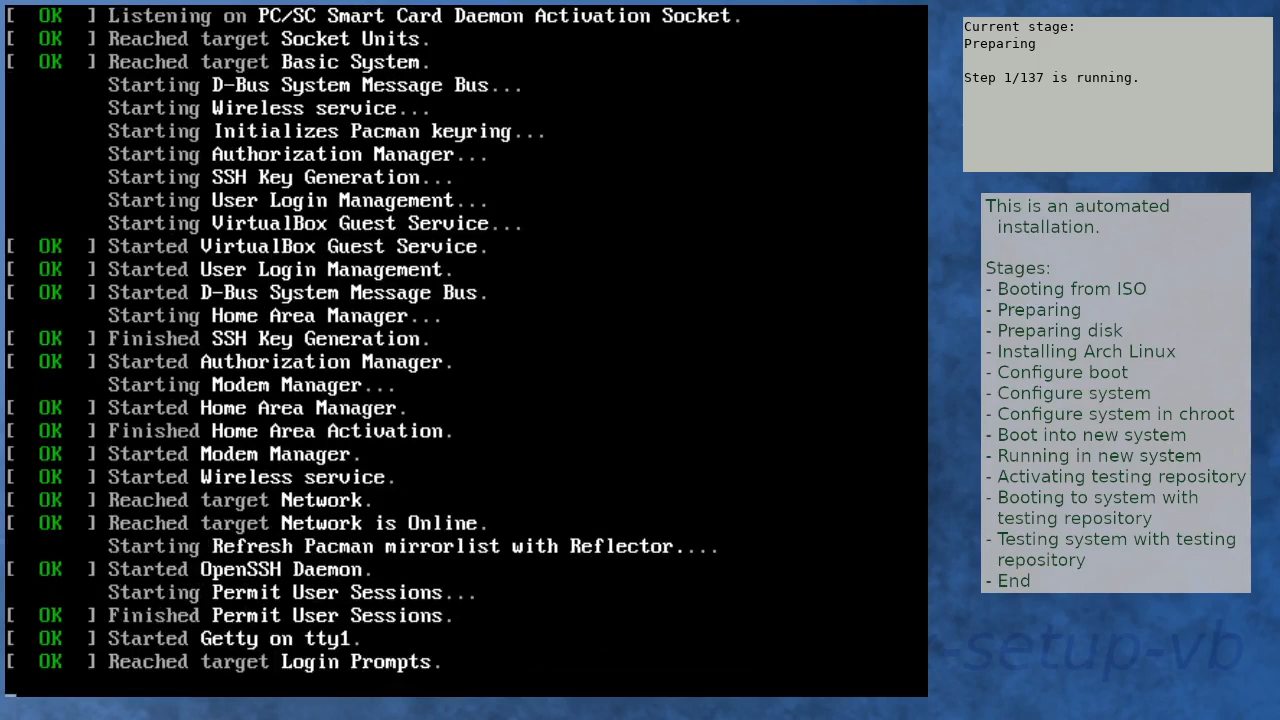 [  OK  ] Listening on PC/SC Smart Card Daemon Activation Socket.
[  OK  ] Reached target Socket Units.
[  OK  ] Reached target Basic System.
Starting D-Bus System Message Bus...
Starting Wireless service...
Starting Initializes Pacman keyring...
Starting Authorization Manager...
Starting SSH Key Generation...
Starting User Login Management...
Starting VirtualBox Guest Service...
[  OK  ] Started VirtualBox Guest Service.
[  OK  ] Started User Login Management.
[  OK  ] Started D-Bus System Message Bus.
Starting Home Area Manager...
[  OK  ] Finished SSH Key Generation.
[  OK  ] Started Authorization Manager.
Starting Modem Manager...
[  OK  ] Started Home Area Manager.
[  OK  ] Finished Home Area Activation.
[  OK  ] Started Modem Manager.
[  OK  ] Started Wireless service.
[  OK  ] Reached target Network.
[  OK  ] Reached target Network is Online.
Starting Refresh Pacman mirrorlist with Reflector....
[  OK  ] Started OpenSSH Daemon.
Starting Permit User Sessions...
[  OK  ] Finished Permit User Sessions.
[  OK  ] Started Getty on tty1.
[  OK  ] Reached target Login Prompts.
Current stage:
Preparing
Step 1/137 is running.
This is an automated
installation.
Stages:
- Booting from ISO
- Preparing
- Preparing disk
- Installing Arch Linux
- Configure boot
- Configure system
- Configure system in chroot
- Boot into new system
- Running in new system
- Activating testing repository
- Booting to system with
testing repository
- Testing system with testing
repository
- End
-setup-vb